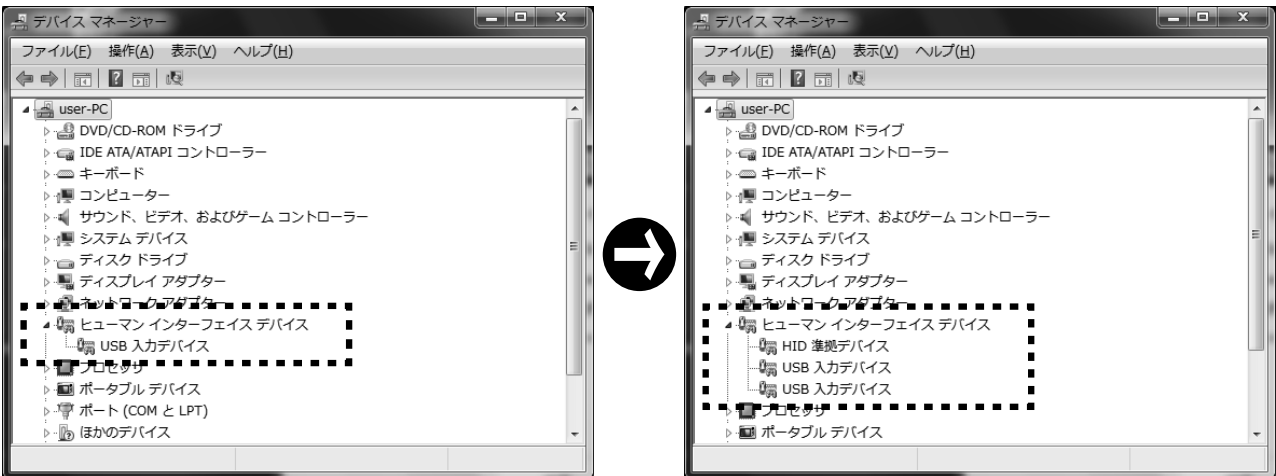 デバイス マネージャー
ファイル(F) 操作(A) 表示(V) ヘルプ(H)
user-PC
DVD/CD-ROM ドライブ
IDE ATA/ATAPI コントローラー
キーボード
コンピューター
サウンド、ビデオ、およびゲーム コントローラー
システム デバイス
ディスク ドライブ
ディスプレイ アダプター
ネットワーク アダプター
ヒューマン インターフェイス デバイス
USB 入力デバイス
プロセッサ
ポータブル デバイス
ポート (COM と LPT)
ほかのデバイス
デバイス マネージャー
ファイル(F) 操作(A) 表示(V) ヘルプ(H)
user-PC
DVD/CD-ROM ドライブ
IDE ATA/ATAPI コントローラー
キーボード
コンピューター
サウンド、ビデオ、およびゲーム コントローラー
システム デバイス
ディスク ドライブ
ディスプレイ アダプター
ネットワーク アダプター
ヒューマン インターフェイス デバイス
HID 準拠デバイス
USB 入力デバイス
USB 入力デバイス
プロセッサ
ポータブル デバイス